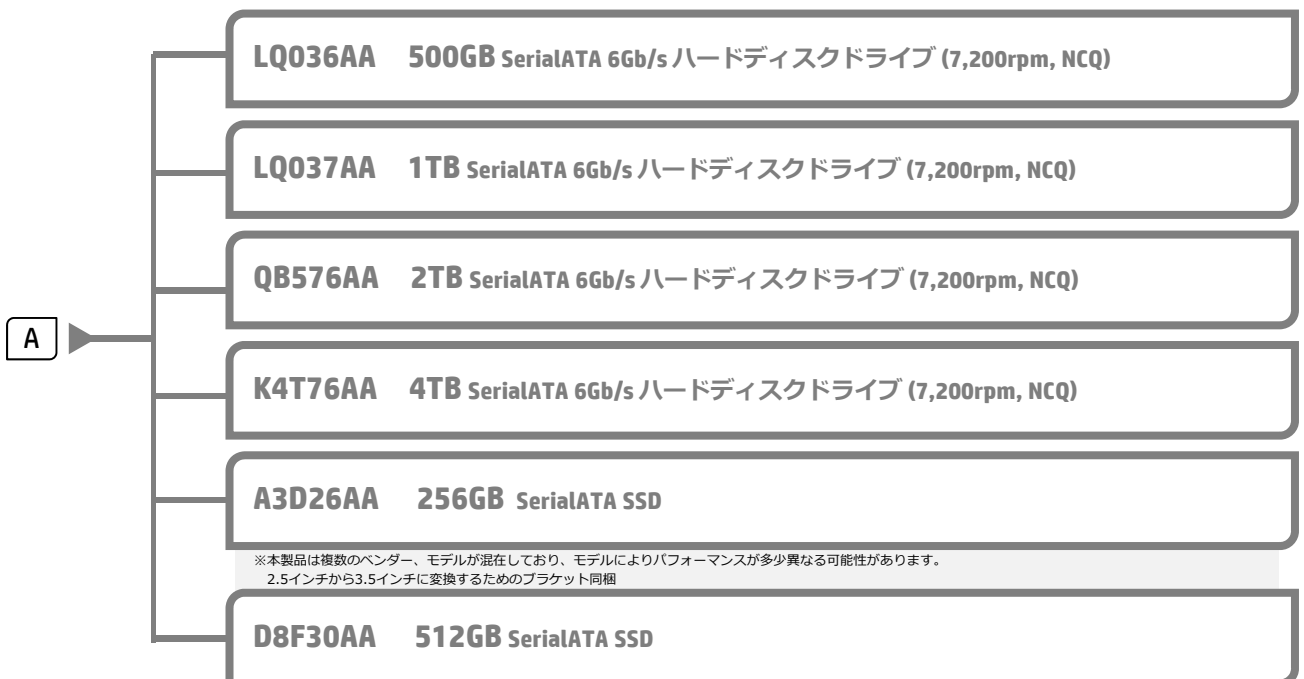 LQ036AA 500GB SerialATA 6Gb/s ハードディスクドライブ (7,200rpm, NCQ)
LQ037AA 1TB SerialATA 6Gb/s ハードディスクドライブ (7,200rpm, NCQ)
QB576AA 2TB SerialATA 6Gb/s ハードディスクドライブ (7,200rpm, NCQ)
A
K4T76AA 4TB SerialATA 6Gb/s ハードディスクドライブ (7,200rpm, NCQ)
A3D26AA 256GB SerialATA SSD
※本製品は複数のベンダー、モデルが混在しており、モデルによりパフォーマンスが多少異なる可能性があります。
2.5インチから3.5インチに変換するためのブラケット同梱
D8F30AA 512GB SerialATA SSD